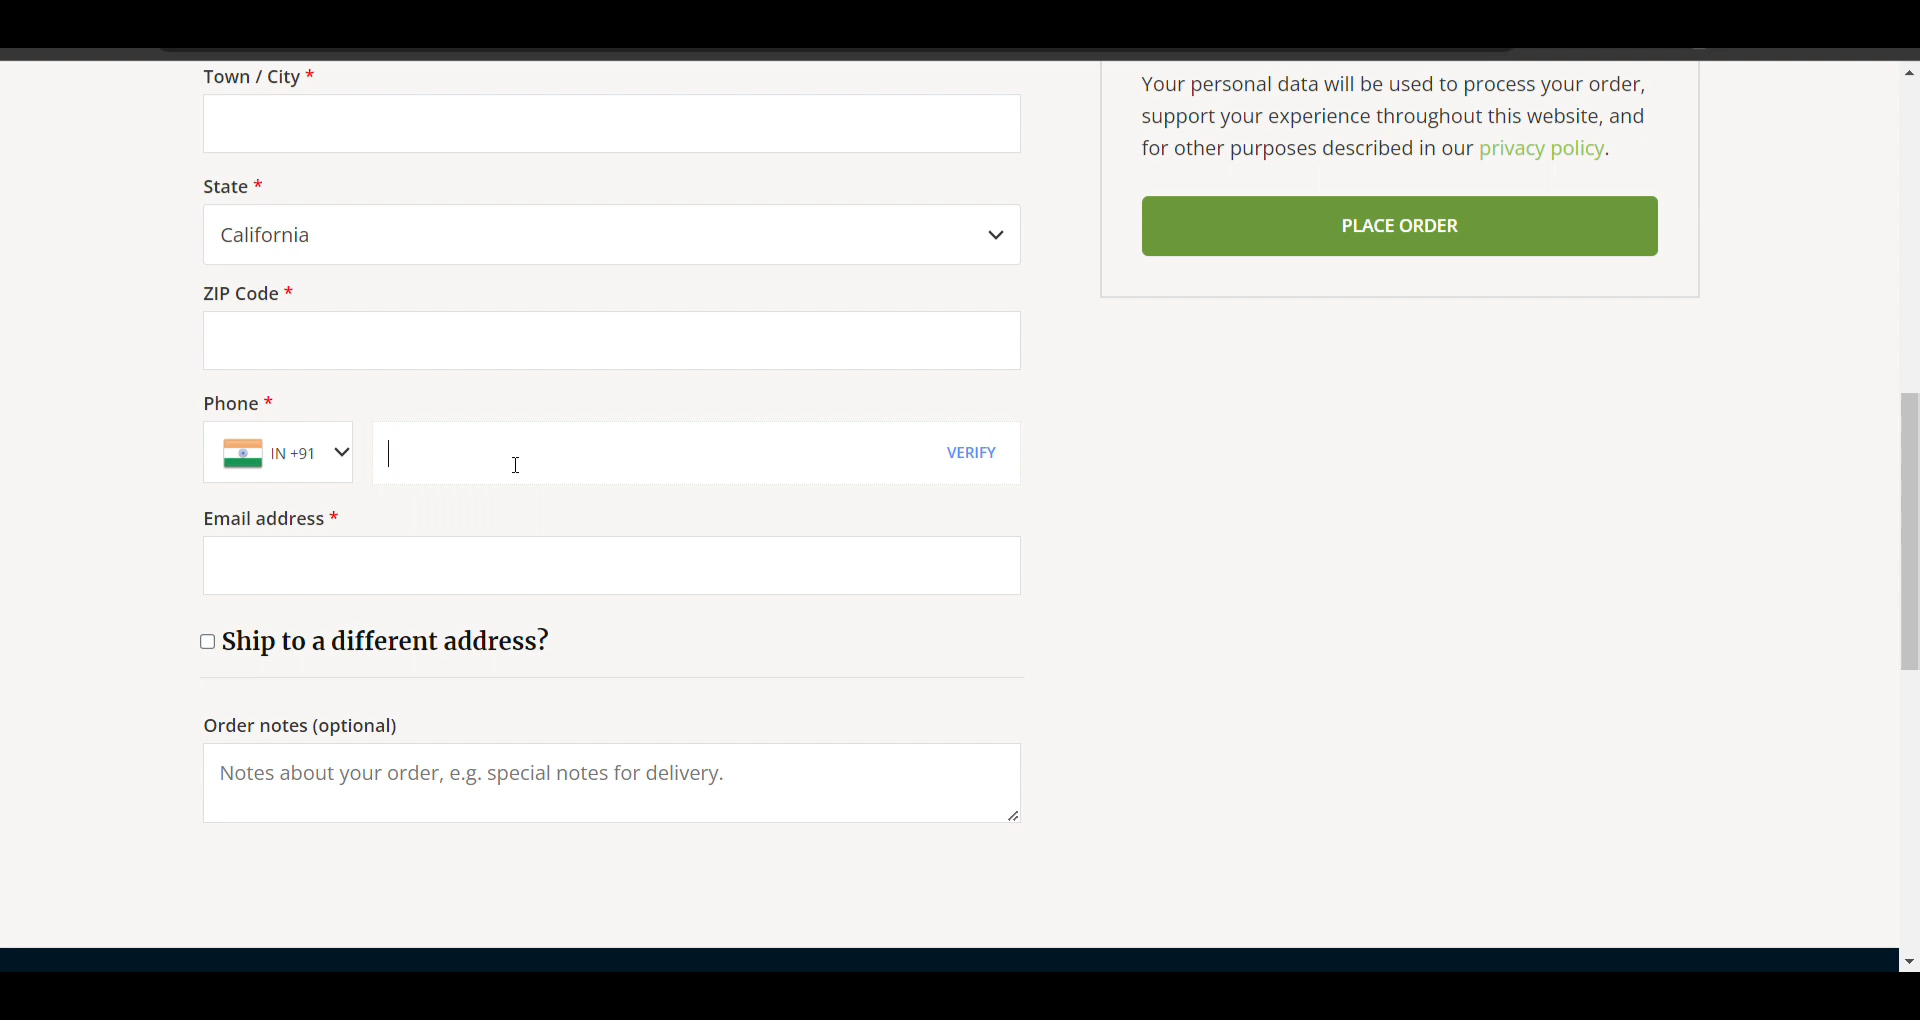 Town / City *
State *
California
ZIP Code *
Phone *
IN +91
VERIFY
Email address *
Ship to a different address?
Order notes (optional)
Notes about your order, e.g. special notes for delivery.
Your personal data will be used to process your order,
support your experience throughout this website, and
for other purposes described in our privacy policy.
PLACE ORDER